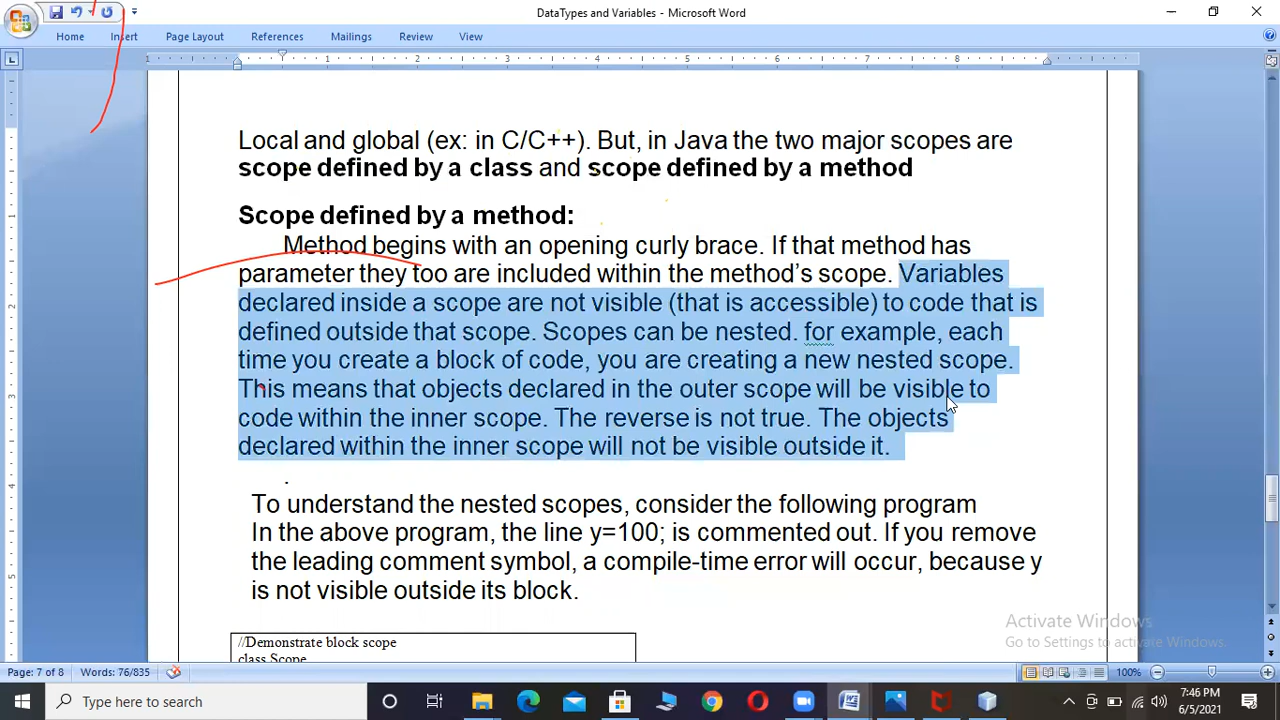 DataTypes and Variables - Microsoft Word
Home Insert Page Layout References Mailings Review View
1 1 2 3 4 5 6 7 8
Local and global (ex: in C/C++). But, in Java the two major scopes are
scope defined by a class and scope defined by a method
Scope defined by a method:
Method begins with an opening curly brace. If that method has
parameter they too are included within the method's scope. Variables
declared inside a scope are not visible (that is accessible) to code that is
defined outside that scope. Scopes can be nested. for example, each
time you create a block of code, you are creating a new nested scope.
This means that objects declared in the outer scope will be visible to
code within the inner scope. The reverse is not true. The objects
declared within the inner scope will not be visible outside it.
.
To understand the nested scopes, consider the following program
In the above program, the line y=100; is commented out. If you remove
the leading comment symbol, a compile-time error will occur, because y
is not visible outside its block.
//Demonstrate block scope
class Scope
Activate Windows
Go to Settings to activate Windows.
Page: 7 of 8 Words: 76/835 100%
Type here to search
7:46 PM
6/5/2021